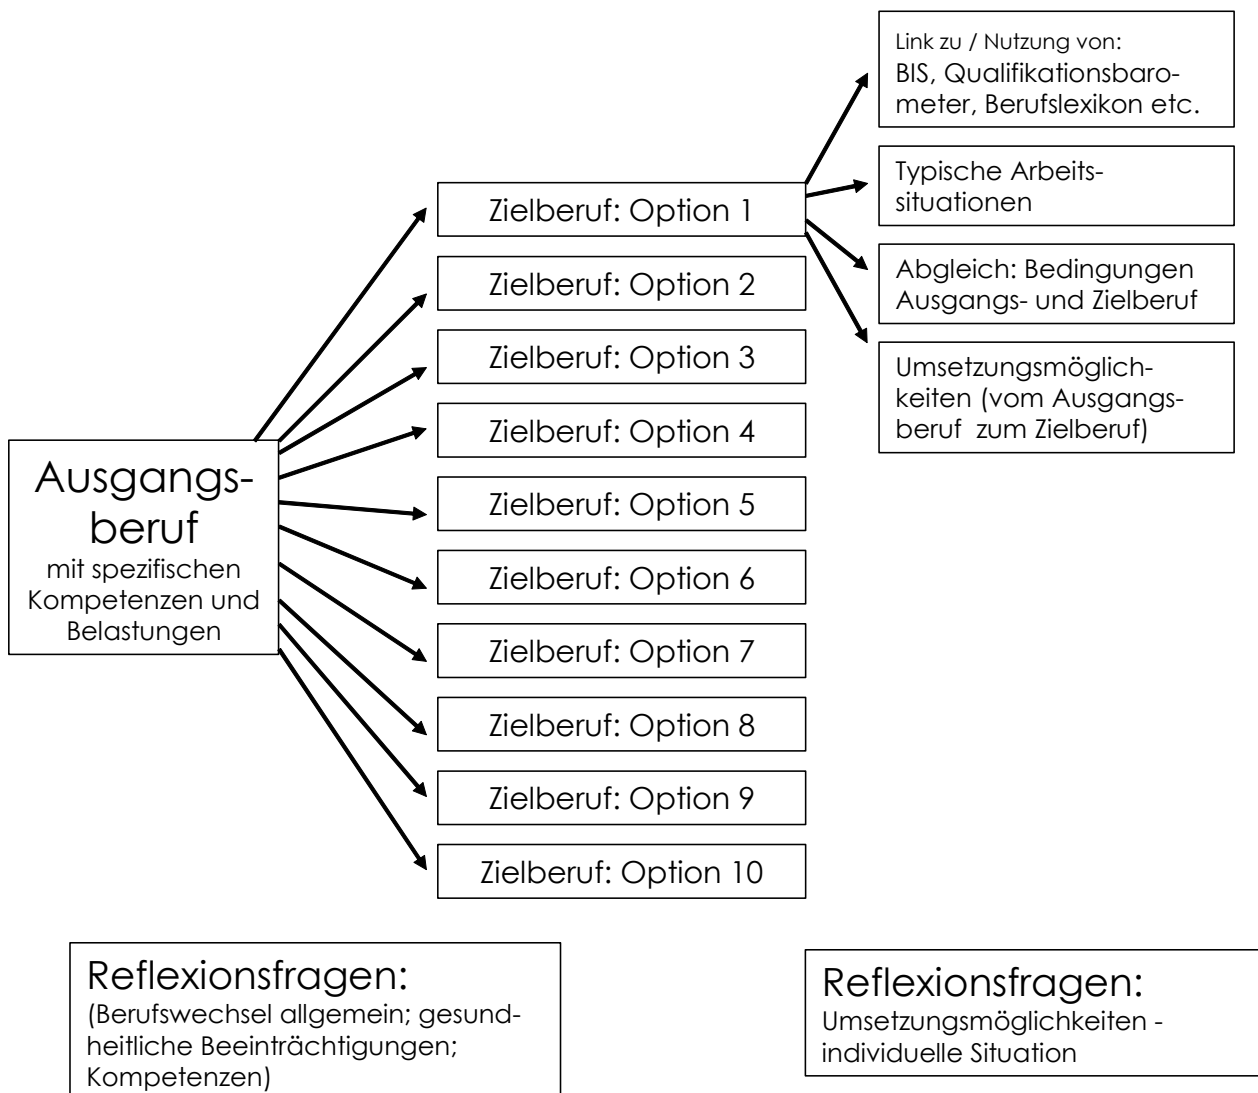 Link zu / Nutzung von:
BIS, Qualifikationsbaro-
meter, Berufslexikon etc.
Typische Arbeits-
situationen
Abgleich: Bedingungen
Ausgangs- und Zielberuf
Umsetzungsmöglich-
keiten (vom Ausgangs-
beruf  zum Zielberuf)
Zielberuf: Option 1
Zielberuf: Option 2
Zielberuf: Option 3
Zielberuf: Option 4
Zielberuf: Option 5
Zielberuf: Option 6
Zielberuf: Option 7
Zielberuf: Option 8
Zielberuf: Option 9
Zielberuf: Option 10
Ausgangs-
beruf
mit spezifischen
Kompetenzen und
Belastungen
Reflexionsfragen:
(Berufswechsel allgemein; gesund-
heitliche Beeinträchtigungen;
Kompetenzen)
Reflexionsfragen:
Umsetzungsmöglichkeiten -
individuelle Situation